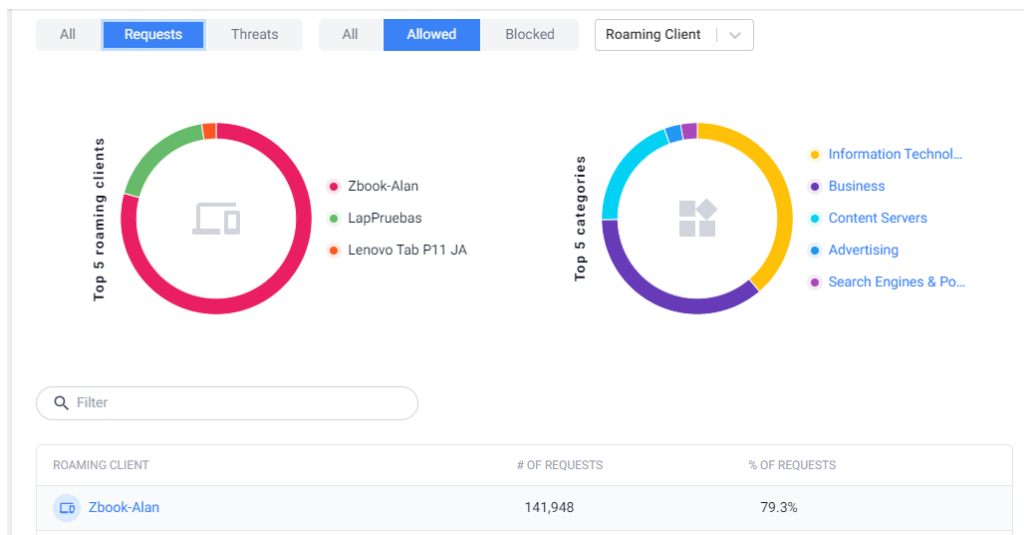 All Requests Threats All Allowed Blocked Roaming Client
Top 5 roaming clients
Zbook-Alan
LapPruebas
Lenovo Tab P11 JA
Top 5 categories
Information Technol...
Business
Content Servers
Advertising
Search Engines & Po...
Filter
ROAMING CLIENT # OF REQUESTS % OF REQUESTS
Zbook-Alan 141,948 79.3%